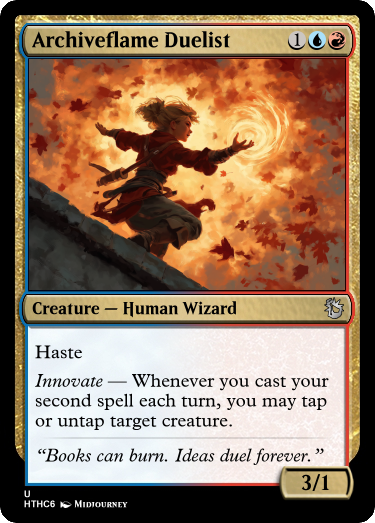 Archiveflame Duelist 1
Creature — Human Wizard
Haste
Innovate — Whenever you cast your
second spell each turn, you may tap
or untap target creature.
“Books can burn. Ideas duel forever.”
3/1
U
HTHC6 Midjourney